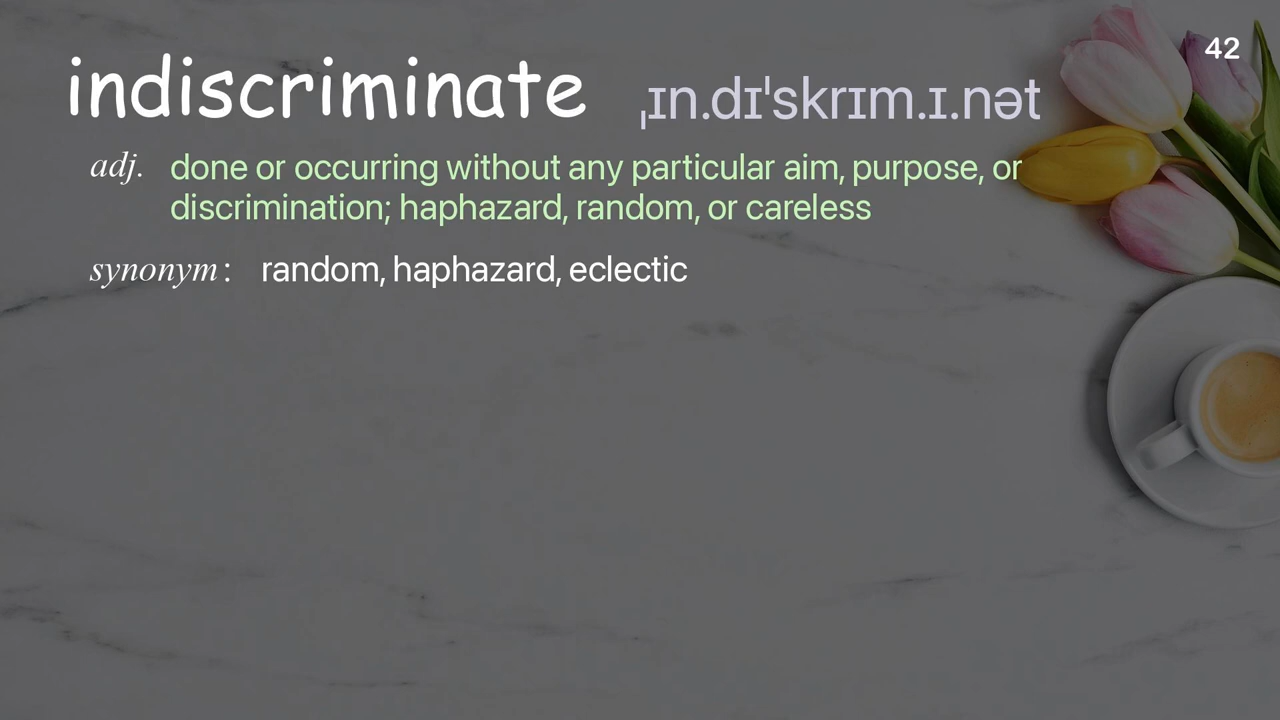 42
indiscriminate ˌɪn.dɪˈskrɪm.ɪ.nət
adj. done or occurring without any particular aim, purpose, or
discrimination; haphazard, random, or careless
synonym : random, haphazard, eclectic